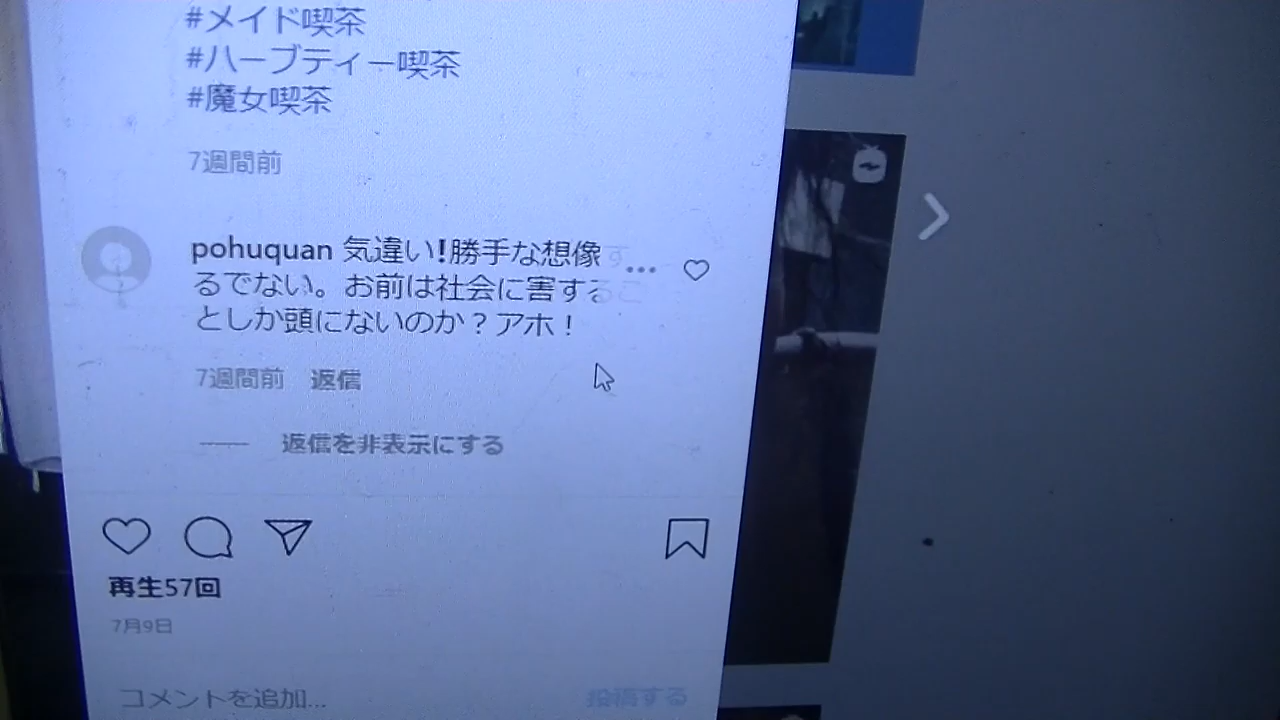 #メイド喫茶
#ハーブティー喫茶
#魔女喫茶
7週間前
pohuquan 気違い!勝手な想像す
るでない。お前は社会に害するこ
としか頭にないのか？アホ！
7週間前 返信
返信を非表示にする
再生57回
7月9日
コメントを追加...
投稿する